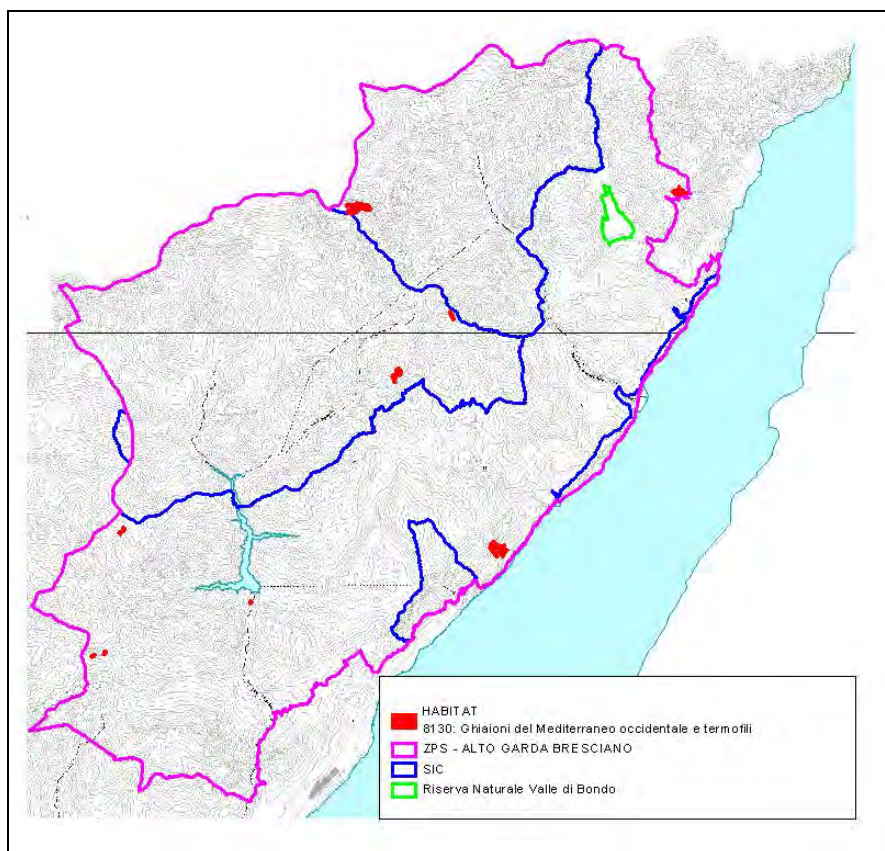 HABITAT
8130: Ghiaioni del Mediterraneo occidentale e termofili
ZPS - ALTO GARDA BRESCIANO
SIC
Riserva Naturale Valle di Bondo